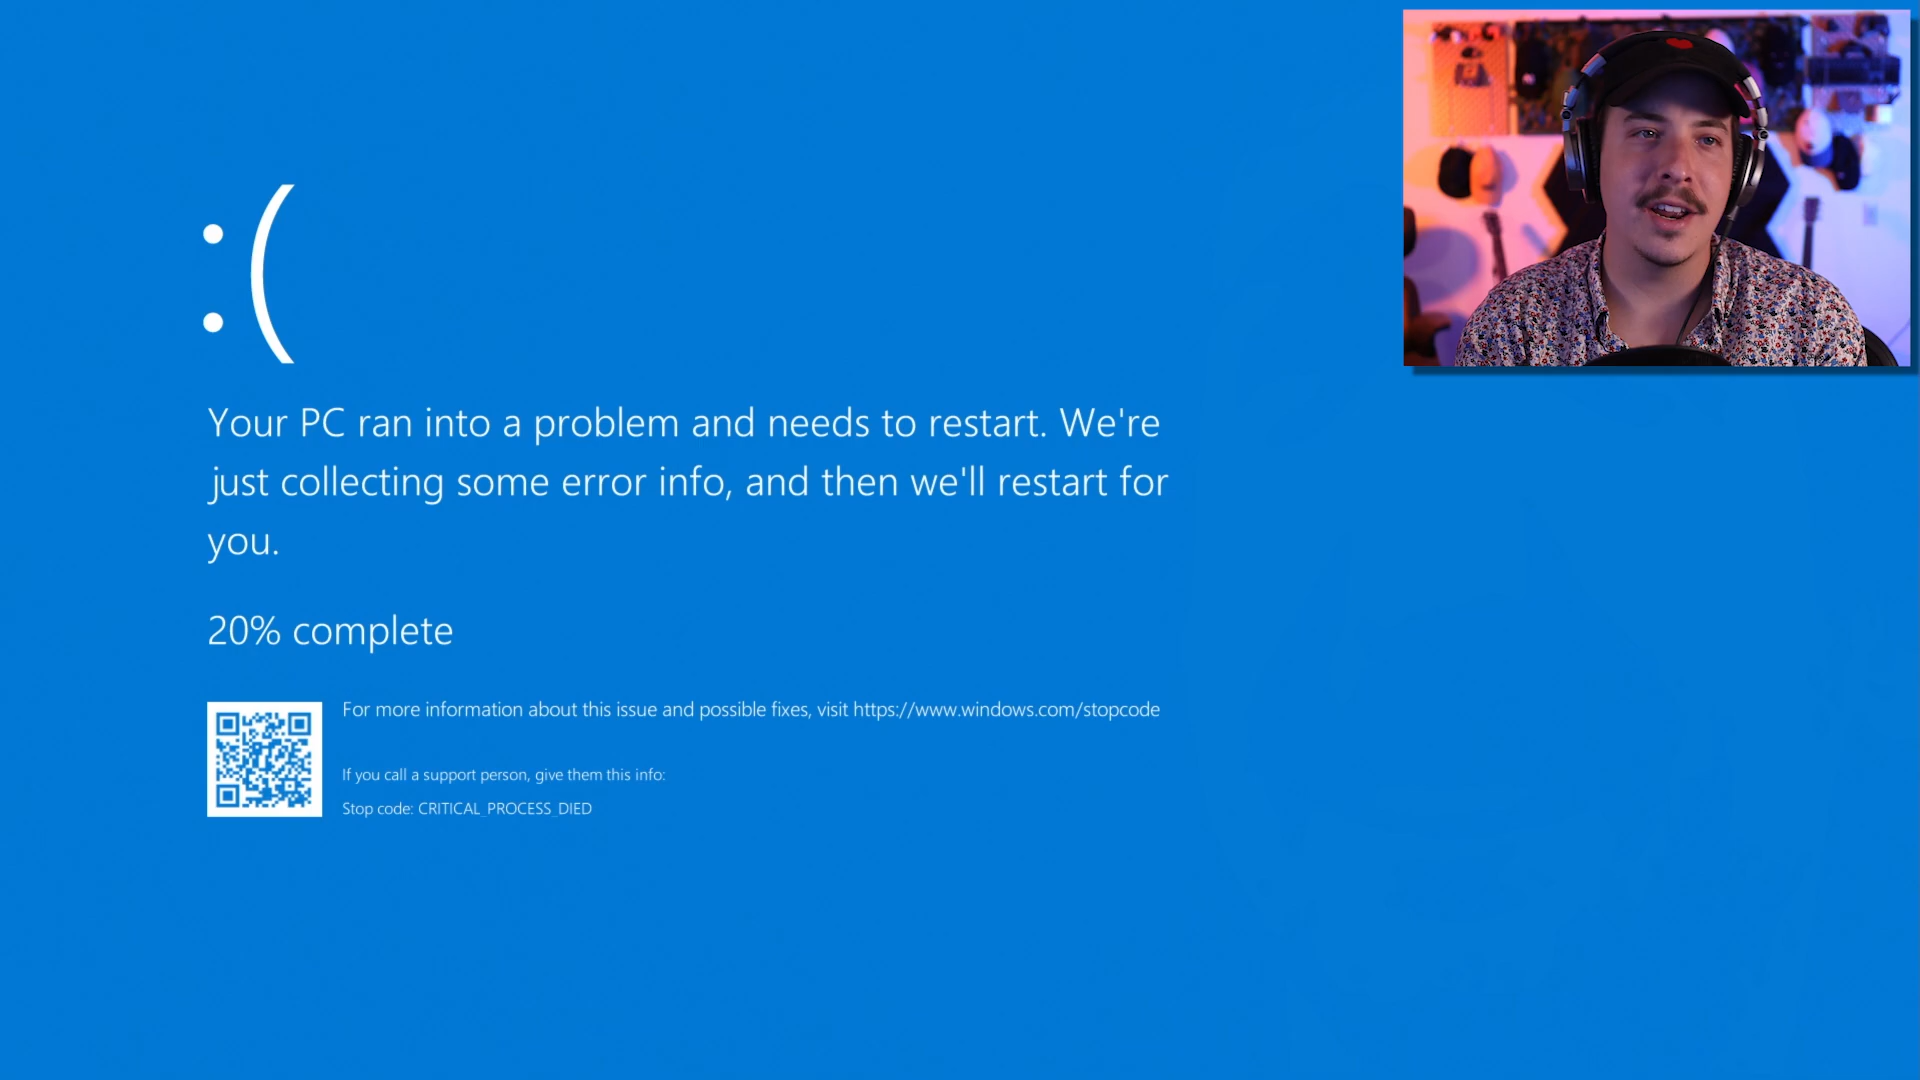 :(
Your PC ran into a problem and needs to restart. We're
just collecting some error info, and then we'll restart for
you.
20% complete
For more information about this issue and possible fixes, visit https://www.windows.com/stopcode
If you call a support person, give them this info:
Stop code: CRITICAL_PROCESS_DIED